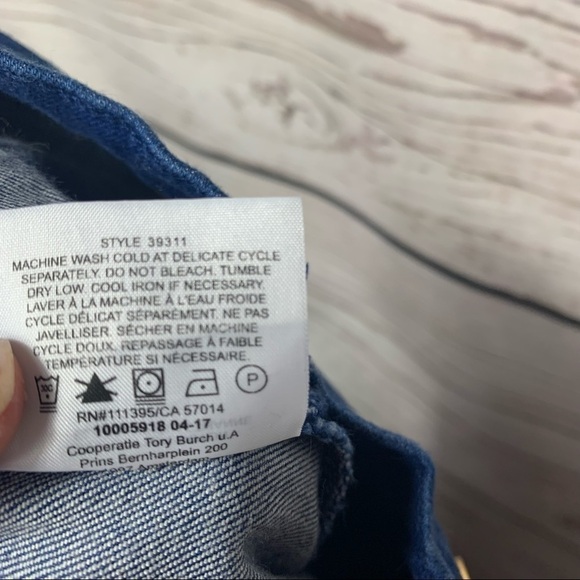 STYLE 39311
MACHINE WASH COLD AT DELICATE CYCLE
SEPARATELY. DO NOT BLEACH. TUMBLE
DRY LOW. COOL IRON IF NECESSARY.
LAVER À LA MACHINE À L'EAU FROIDE
CYCLE DÉLICAT SÉPARÉMENT. NE PAS
JAVELLISER. SÉCHER EN MACHINE
CYCLE DOUX. REPASSAGE À FAIBLE
TEMPÉRATURE SI NÉCESSAIRE.
30C P
RN#111395/CA 57014
10005918 04-17
Cooperatie Tory Burch u.A
Prins Bernharplein 200